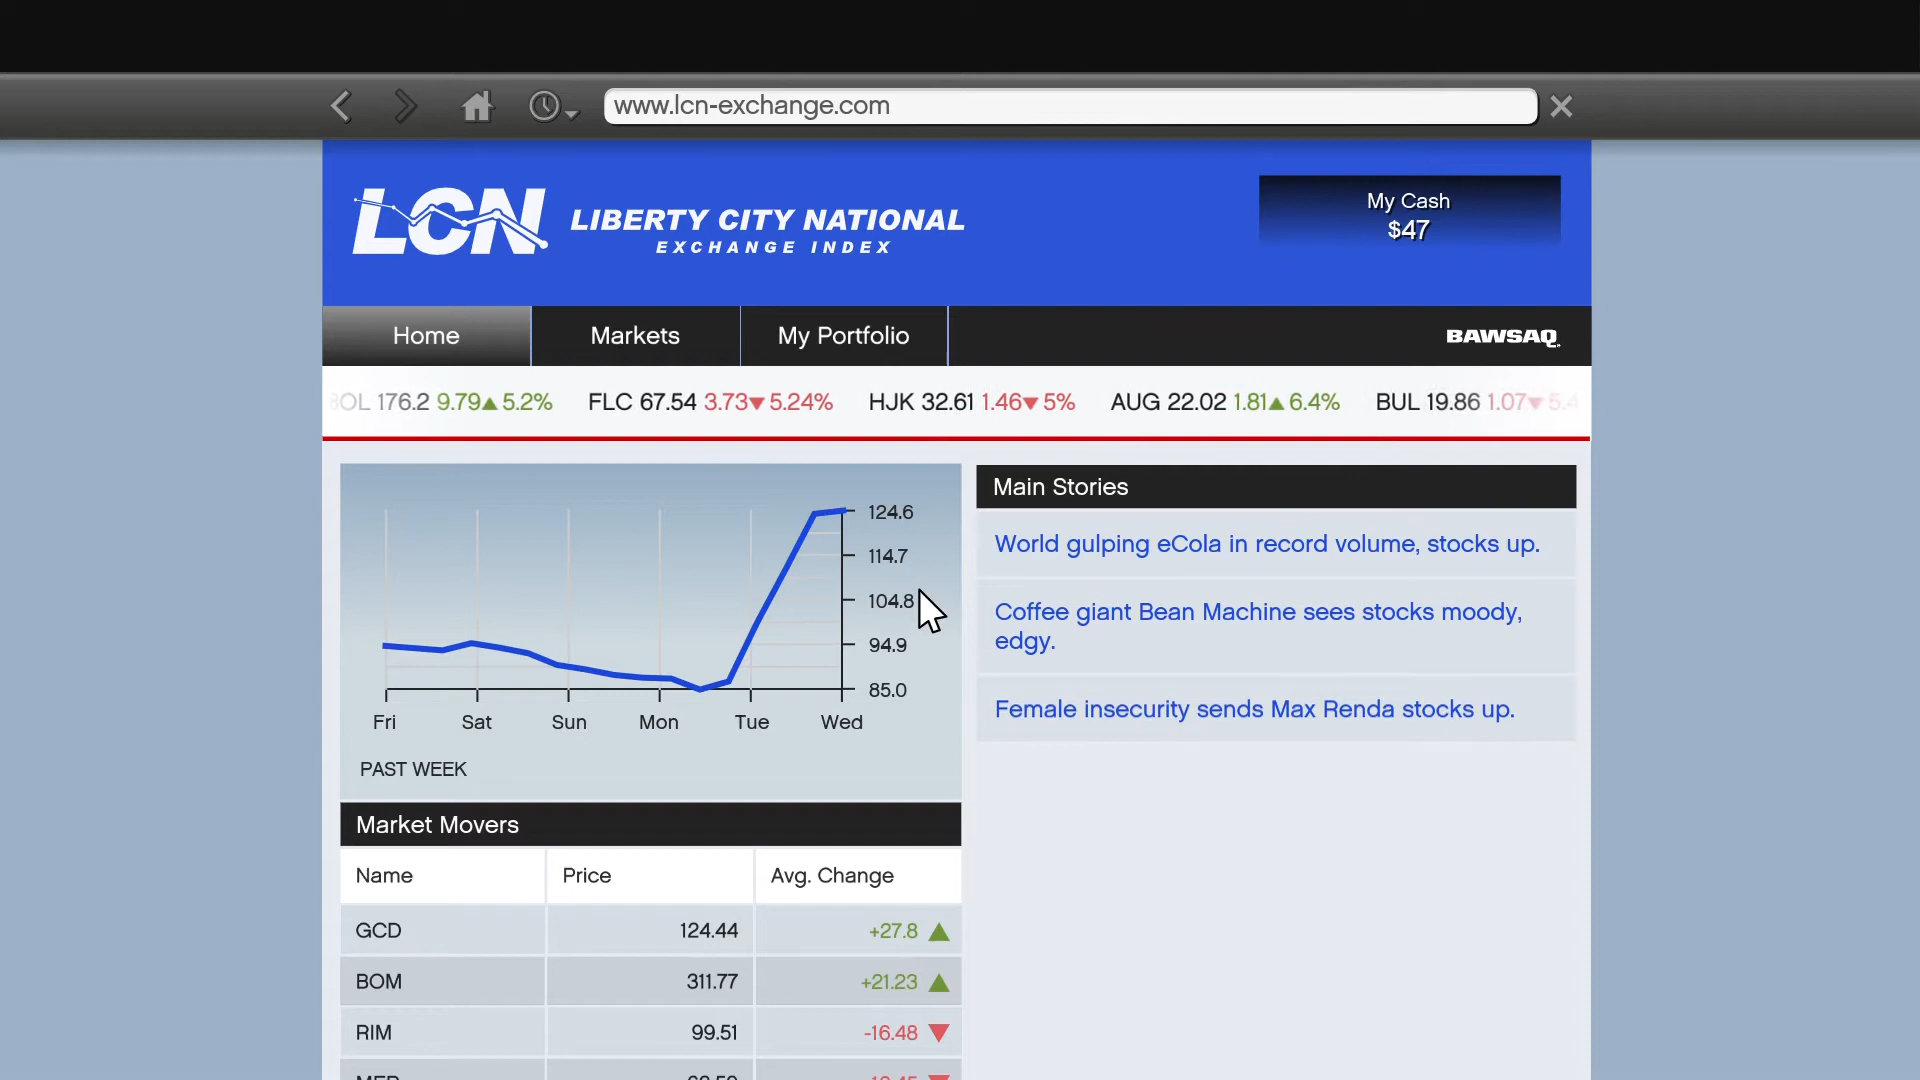 www.lcn-exchange.com
LCN LIBERTY CITY NATIONAL
EXCHANGE INDEX
My Cash
$47
Home Markets My Portfolio BAWSAQ
BOL 176.2 9.79▲5.2% FLC 67.54 3.73▼5.24% HJK 32.61 1.46▼5% AUG 22.02 1.81▲6.4% BUL 19.86 1.07▼5.4
124.6
114.7
104.8
94.9
85.0
Fri Sat Sun Mon Tue Wed
PAST WEEK
Main Stories
World gulping eCola in record volume, stocks up.
Coffee giant Bean Machine sees stocks moody,
edgy.
Female insecurity sends Max Renda stocks up.
Market Movers
Name Price Avg. Change
GCD 124.44 +27.8
BOM 311.77 +21.23
RIM 99.51 -16.48